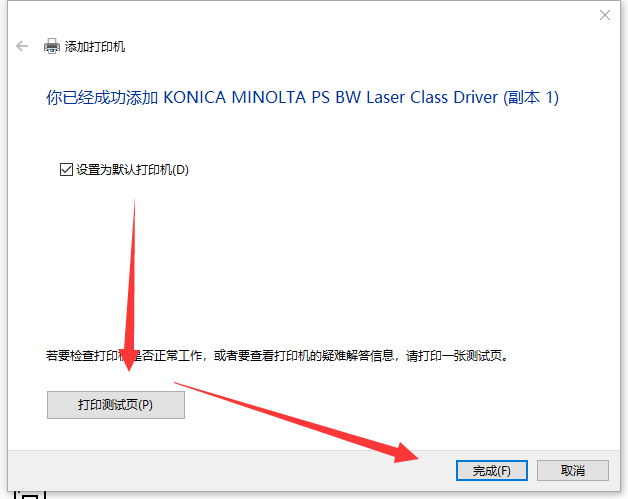 添加打印机
你已经成功添加 KONICA MINOLTA PS BW Laser Class Driver (副本 1)
设置为默认打印机(D)
若要检查打印机是否正常工作，或者要查看打印机的疑难解答信息，请打印一张测试页。
打印测试页(P)
完成(F)
取消